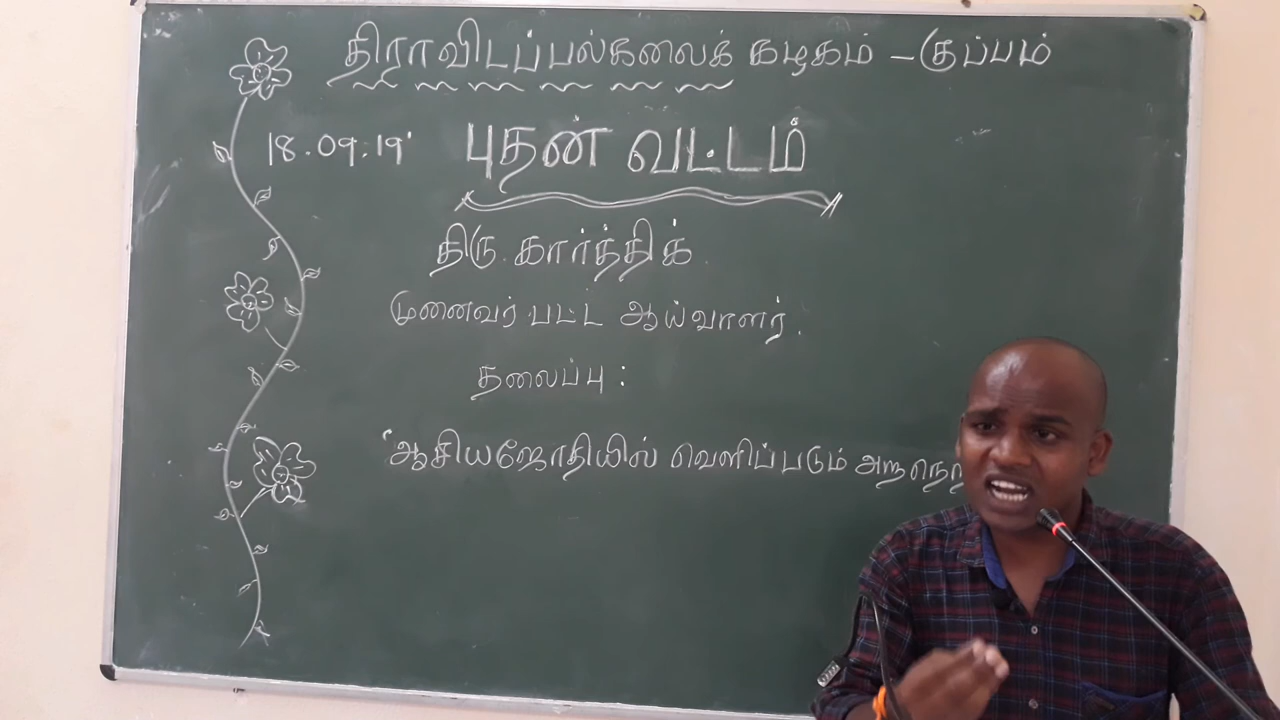 திராவிடப்பல்கலைக் கழகம் - குப்பம்
18.09.19' புதன் வட்டம்
திரு. கார்த்திக்.
முனைவர் பட்ட ஆய்வாளர்.
தலைப்பு :
'ஆசியஜோதியில் வெளிப்படும் அறநெறி